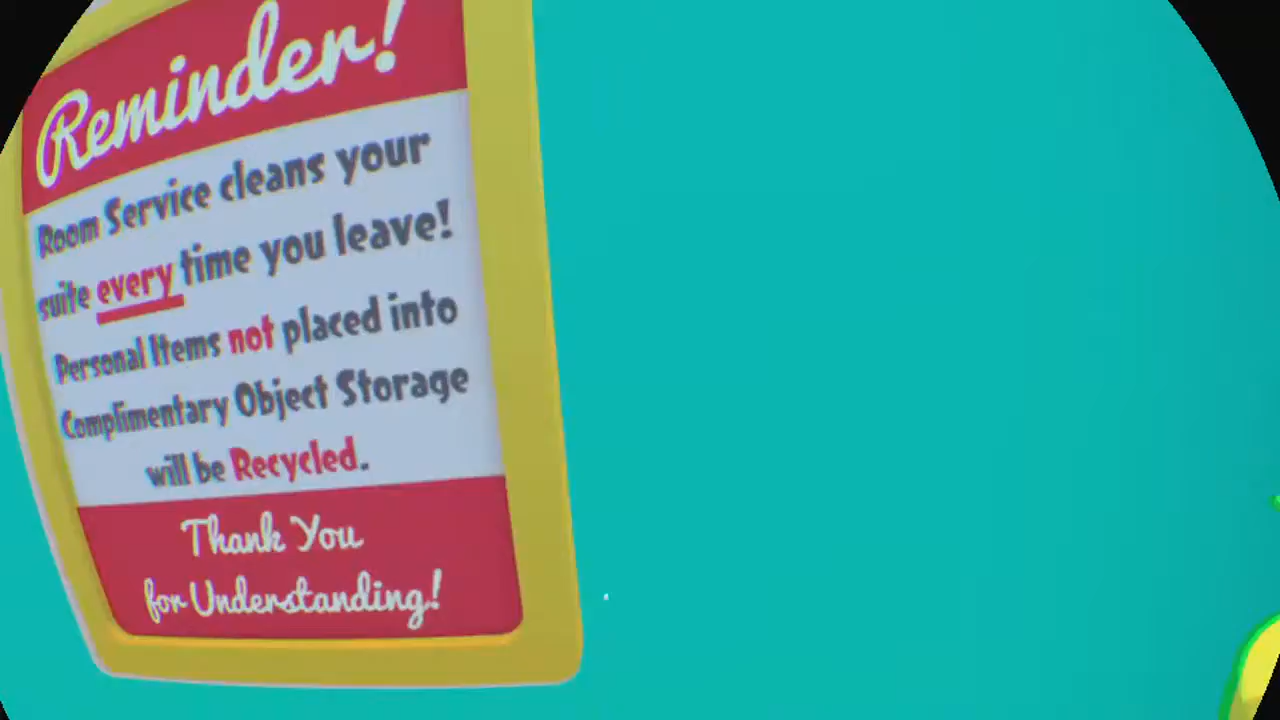 Reminder!
Room Service cleans your
suite every time you leave!
Personal Items not placed into
Complimentary Object Storage
will be Recycled.
Thank You
for Understanding!